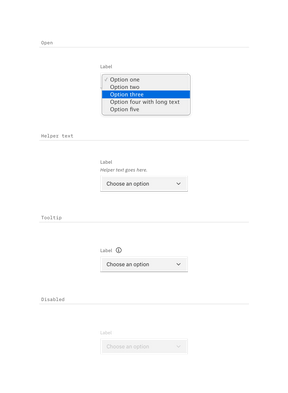 Open
Label
✓ Option one
Option two
Option three
Option four with long text
Option five
Helper text
Label
Helper text goes here.
Choose an option
Tooltip
Label
Choose an option
Disabled
Label
Choose an option